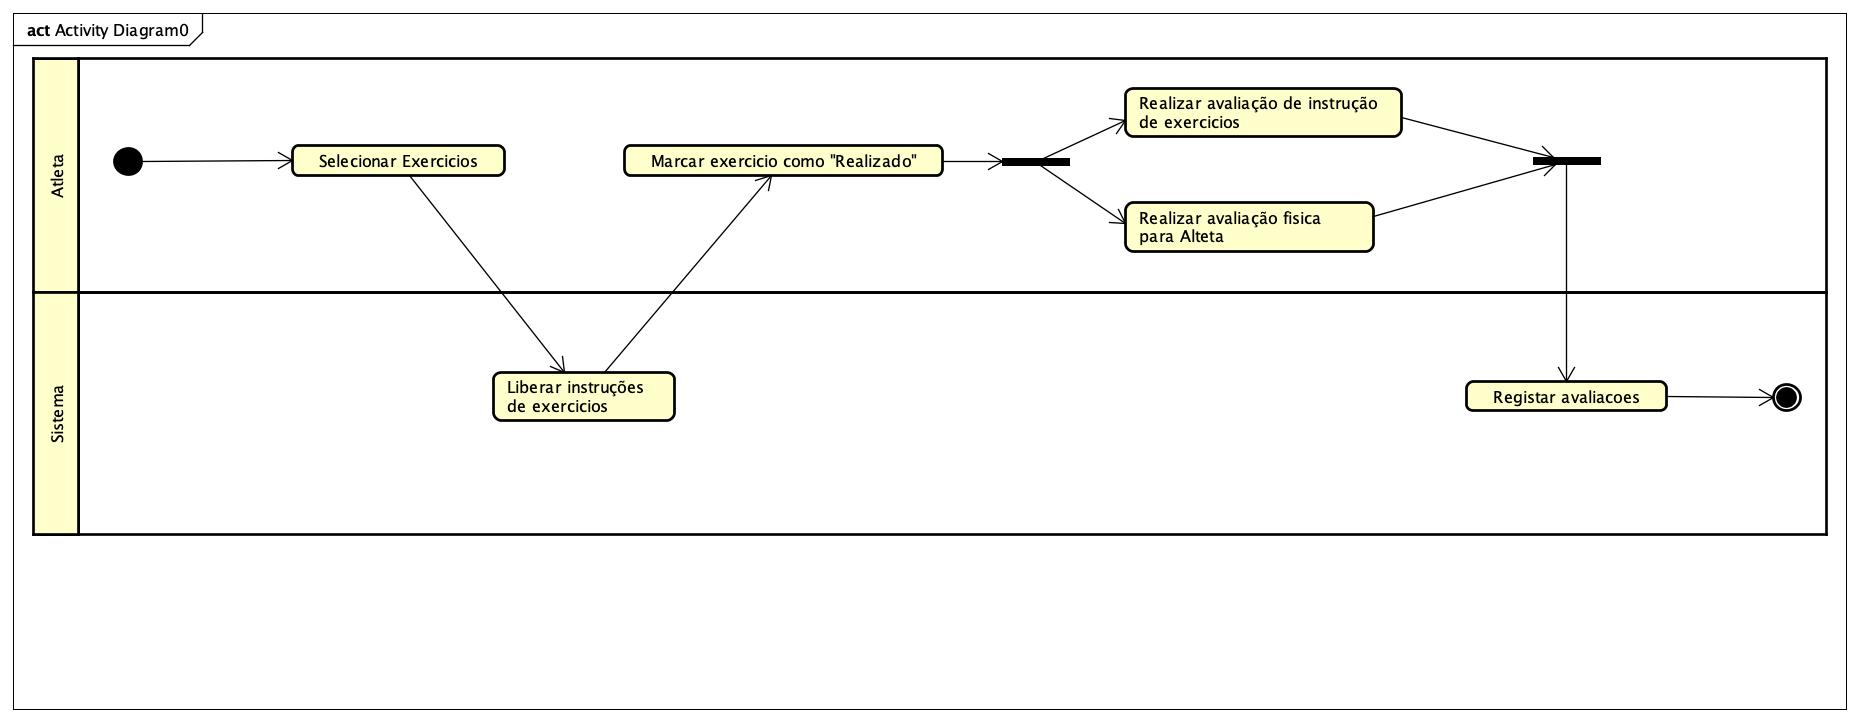 act Activity Diagram0
Atleta
Selecionar Exercicios
Marcar exercicio como "Realizado"
Realizar avaliação de instrução
de exercicios
Realizar avaliação fisica
para Alteta
Sistema
Liberar instruções
de exercicios
Registar avaliacoes